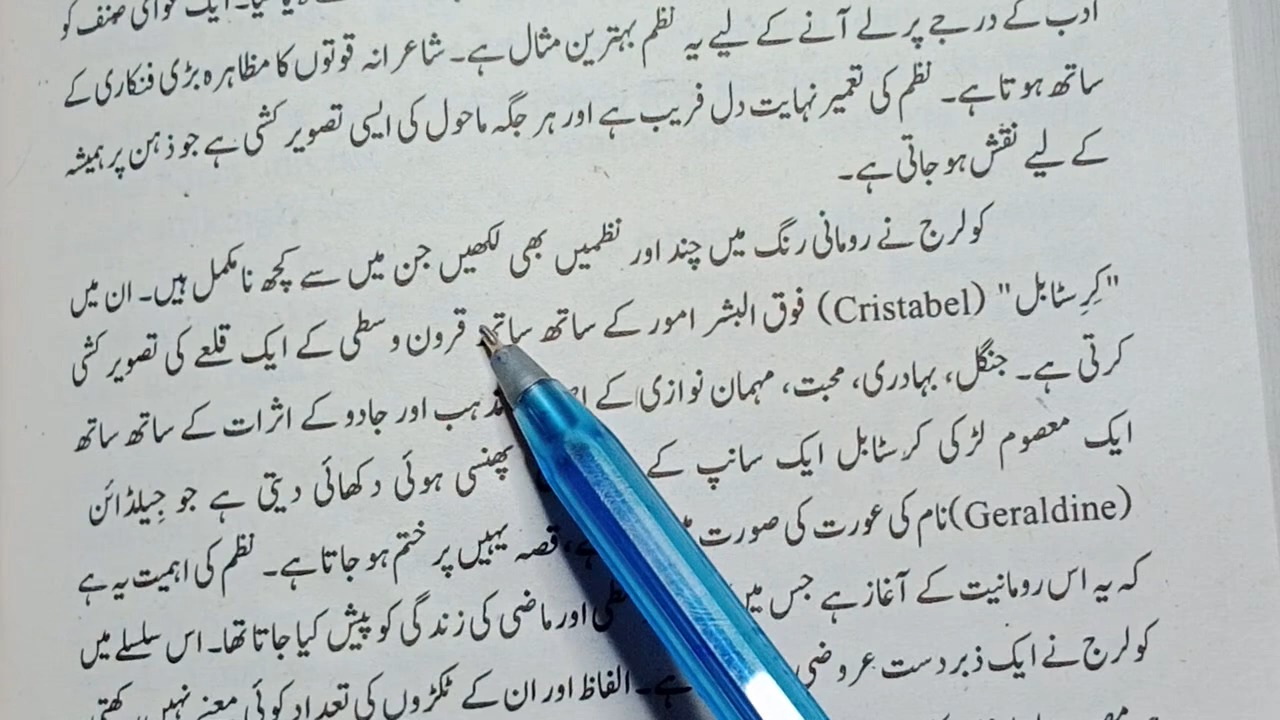 ادب کے درجے پر لے آنے کے لیے یہ نظم بہترین مثال ہے۔ شاعرانہ قوتوں کا مظاہرہ بڑی فنکاری کے
ساتھ ہوتا ہے۔ نظم کی تعمیر نہایت دل فریب ہے اور ہر جگہ ماحول کی ایسی تصویر کشی ہے جو ذہن پر ہمیشہ
کے لیے نقش ہو جاتی ہے۔
کولرج نے رومانی رنگ میں چند اور نظمیں بھی لکھیں جن میں سے کچھ نامکمل ہیں۔ ان میں
"کِرِسٹابل" (Cristabel) فوق البشر امور کے ساتھ ساتھ قرون وسطی کے ایک قلعے کی تصویر کشی
کرتی ہے۔ جنگل، بہادری، محبت، مہمان نوازی کے مذہب اور جادو کے اثرات کے ساتھ ساتھ
ایک معصوم لڑکی کرسٹابل ایک سانپ کے پھنسی ہوئی دکھائی دیتی ہے جو جِیلڈائن
(Geraldine) نام کی عورت کی صورت ہے، قصہ یہیں پر ختم ہو جاتا ہے۔ نظم کی اہمیت یہ ہے
کہ یہ اس رومانیت کے آغاز ہے جس میں اور ماضی کی زندگی کو پیش کیا جاتا تھا۔ اس سلسلے میں
کولرج نے ایک زبردست عروضی ہے۔ الفاظ اور ان کے ٹکڑوں کی تعداد کوئی معنے نہیں رکھتی